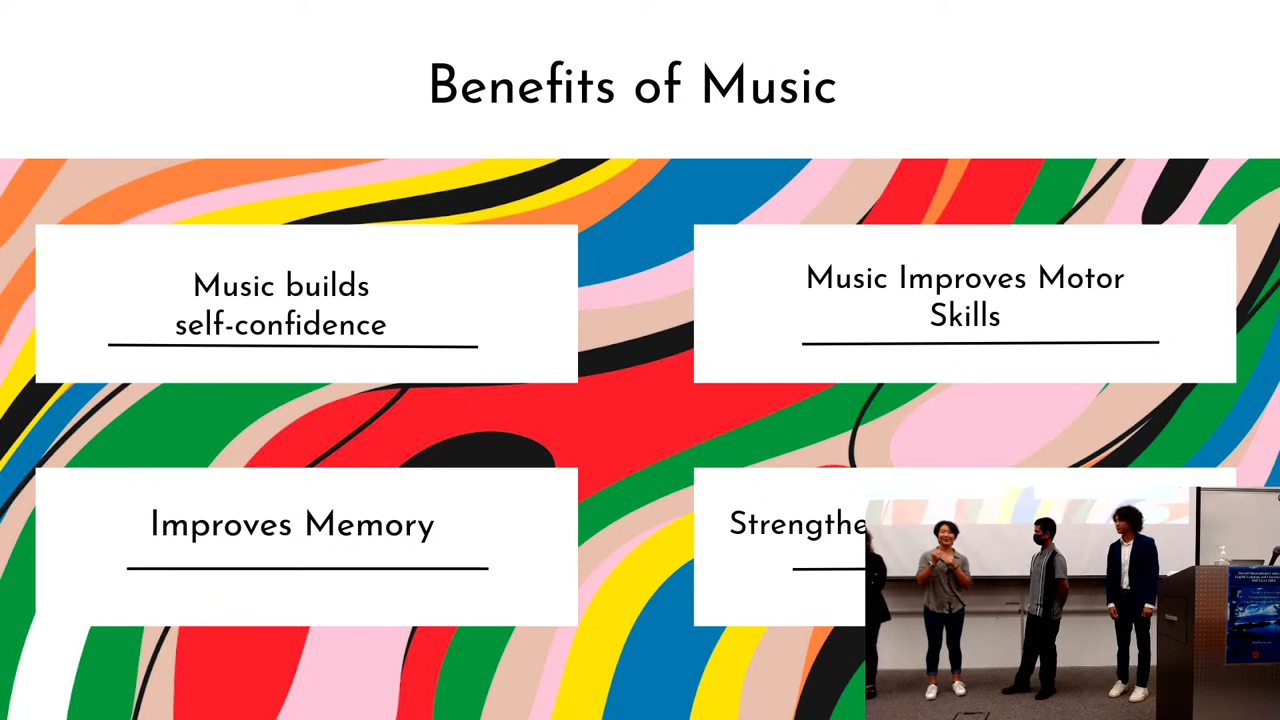 Benefits of Music
Music builds
self-confidence
Music Improves Motor
Skills
Improves Memory
Strengthe